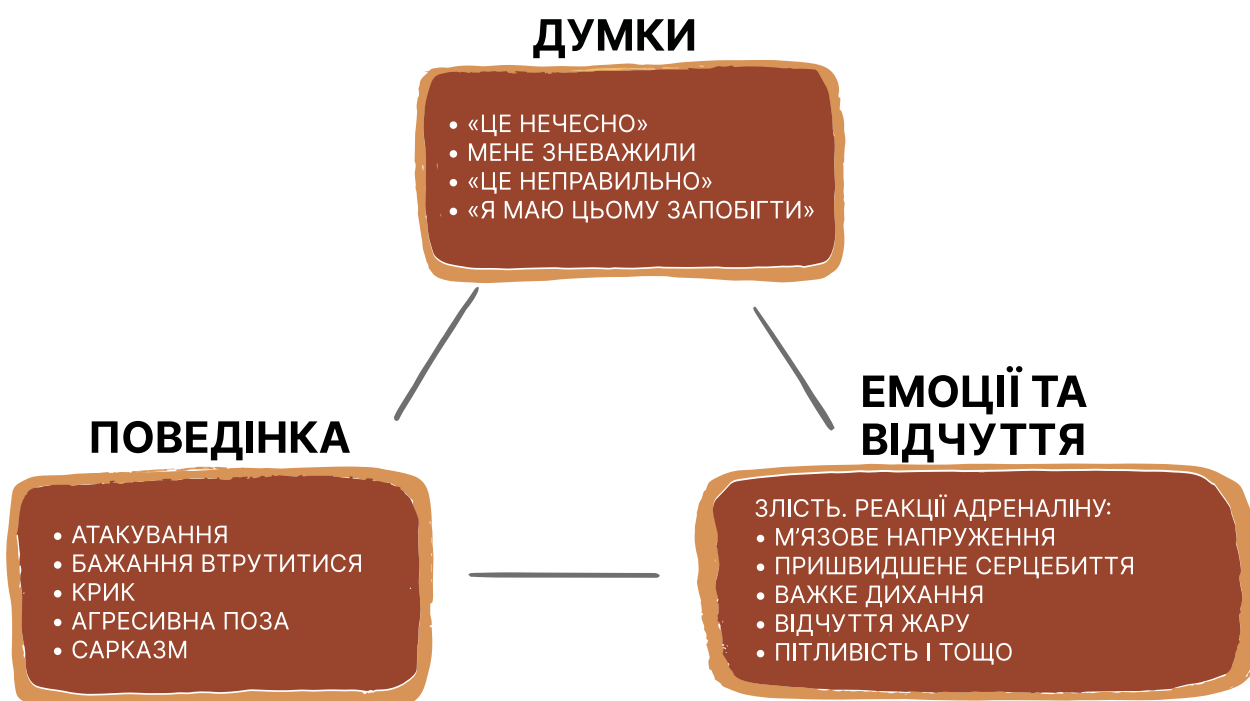 ДУМКИ
• «ЦЕ НЕЧЕСНО»
• МЕНЕ ЗНЕВАЖИЛИ
• «ЦЕ НЕПРАВИЛЬНО»
• «Я МАЮ ЦЬОМУ ЗАПОБІГТИ»
ПОВЕДІНКА
• АТАКУВАННЯ
• БАЖАННЯ ВТРУТИТИСЯ
• КРИК
• АГРЕСИВНА ПОЗА
• САРКАЗМ
ЕМОЦІЇ ТА
ВІДЧУТТЯ
ЗЛІСТЬ. РЕАКЦІЇ АДРЕНАЛІНУ:
• М’ЯЗОВЕ НАПРУЖЕННЯ
• ПРИШВИДШЕНЕ СЕРЦЕБИТТЯ
• ВАЖКЕ ДИХАННЯ
• ВІДЧУТТЯ ЖАРУ
• ПІТЛИВІСТЬ І ТОЩО